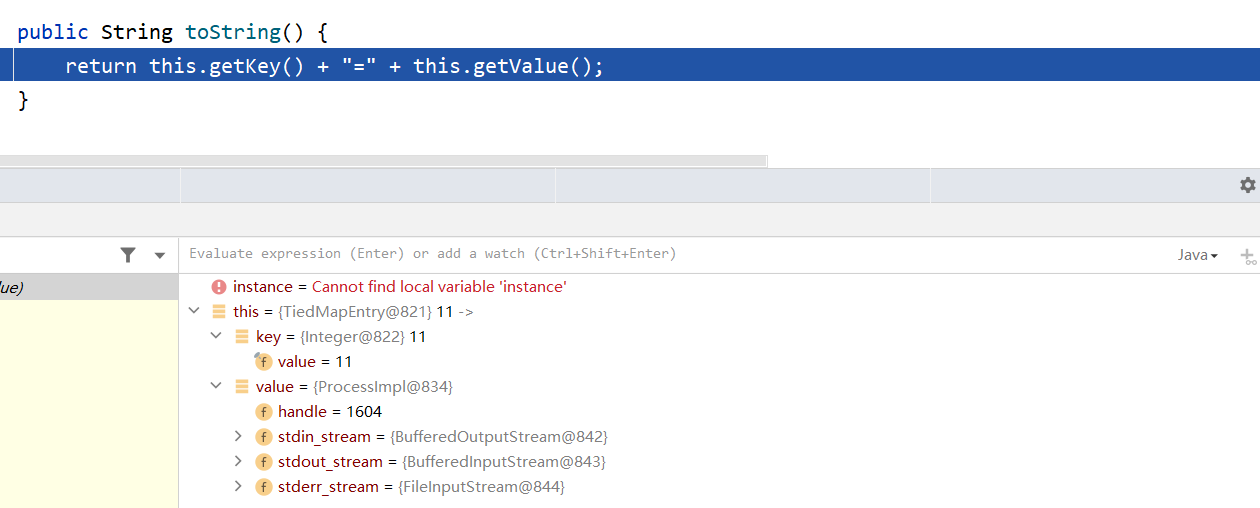 public String toString() {
return this.getKey() + "=" + this.getValue();
}
Evaluate expression (Enter) or add a watch (Ctrl+Shift+Enter)
Java
lue)
instance = Cannot find local variable 'instance'
this = {TiedMapEntry@821} 11 ->
key = {Integer@822} 11
f value = 11
value = {ProcessImpl@834}
f handle = 1604
f stdin_stream = {BufferedOutputStream@842}
f stdout_stream = {BufferedInputStream@843}
f stderr_stream = {FileInputStream@844}